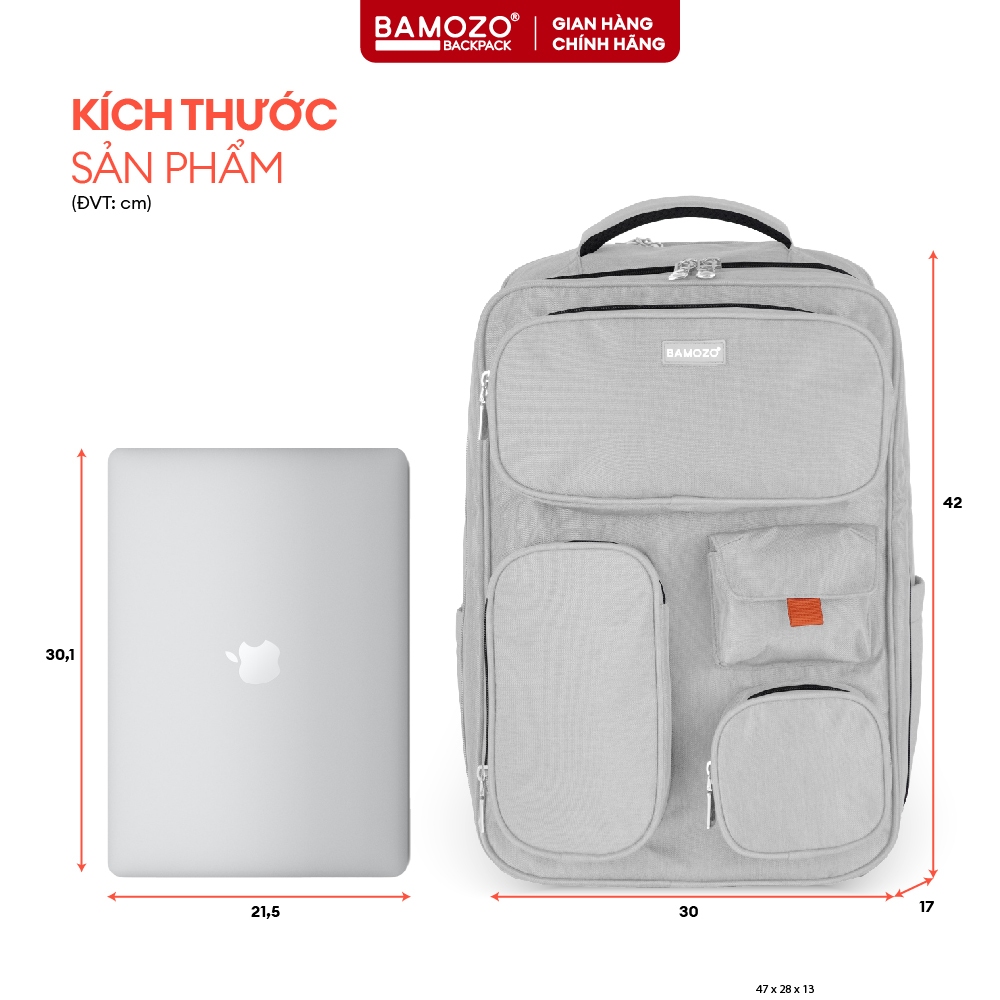 BAMOZO®
BACKPACK
GIAN HÀNG
CHÍNH HÃNG
KÍCH THƯỚC
SẢN PHẨM
(ĐVT: cm)
BAMOZO
42
30,1
21,5
30
17
47 x 28 x 13